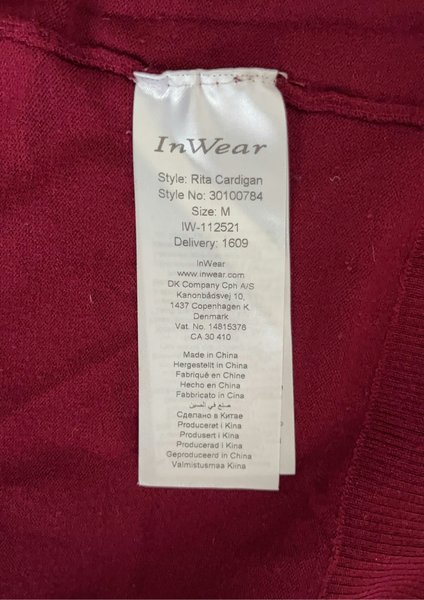 InWear
Style: Rita Cardigan
Style No: 30100784
Size: M
IW-112521
Delivery: 1609
InWear
www.inwear.com
DK Company Cph A/S
Kanonbådsvej 10,
1437 Copenhagen K
Denmark
Vat. No. 14815376
CA 30 410
Made in China
Hergestellt in China
Fabriqué en Chine
Hecho en China
Fabbricato in Cina
صنع في الصين
Сделано в Китае
Produceret i Kina
Produsert i Kina
Producerad i Kina
Geproduceerd in China
Valmistusmaa Kiina